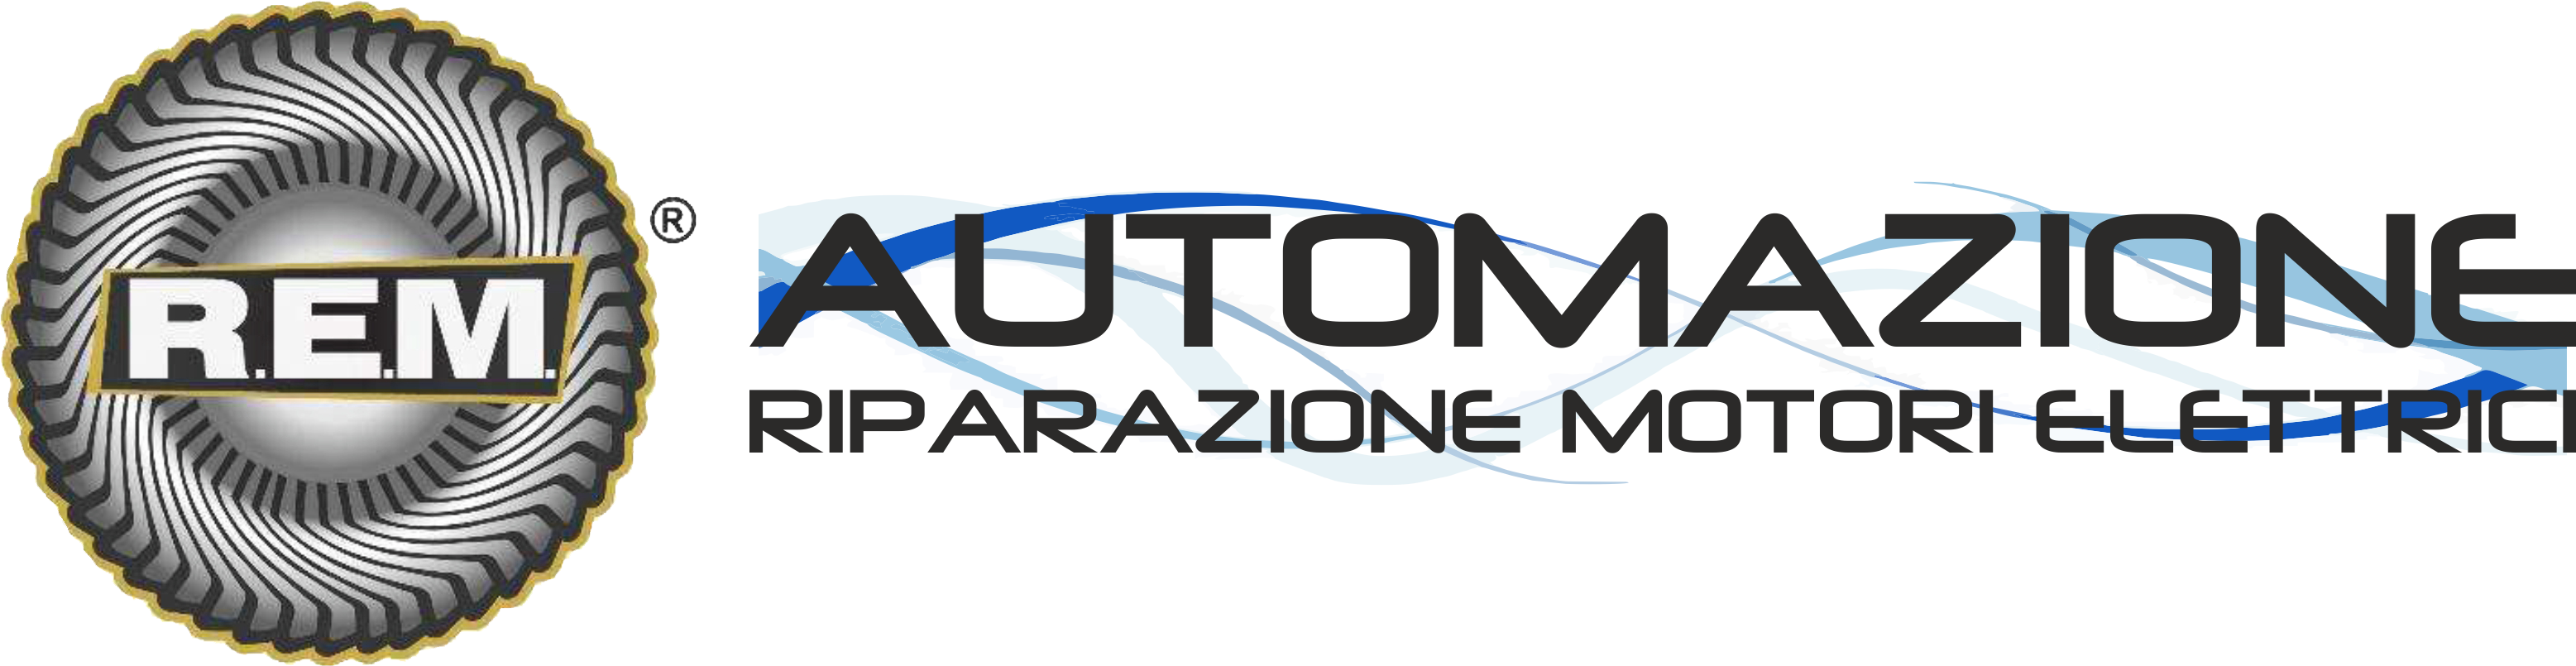 R.E.M.
®
AUTOMAZIONE
RIPARAZIONE MOTORI ELETTRICI